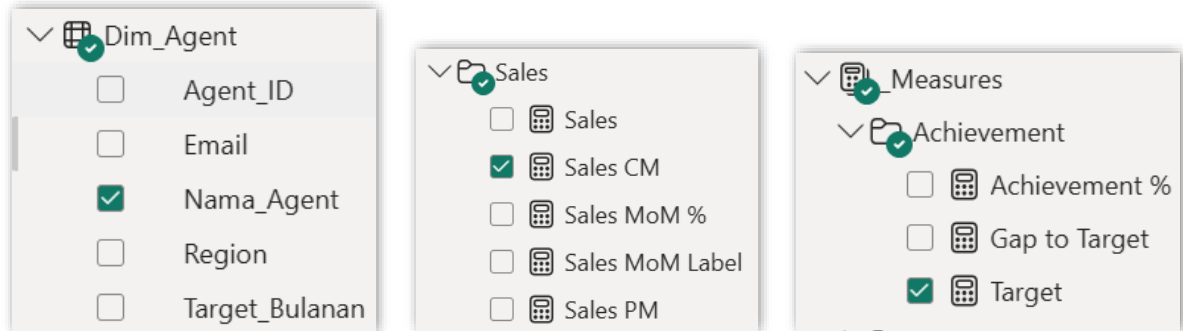 Dim_Agent
Agent_ID
Email
Nama_Agent
Region
Target_Bulanan
Sales
Sales
Sales CM
Sales MoM %
Sales MoM Label
Sales PM
_Measures
Achievement
Achievement %
Gap to Target
Target